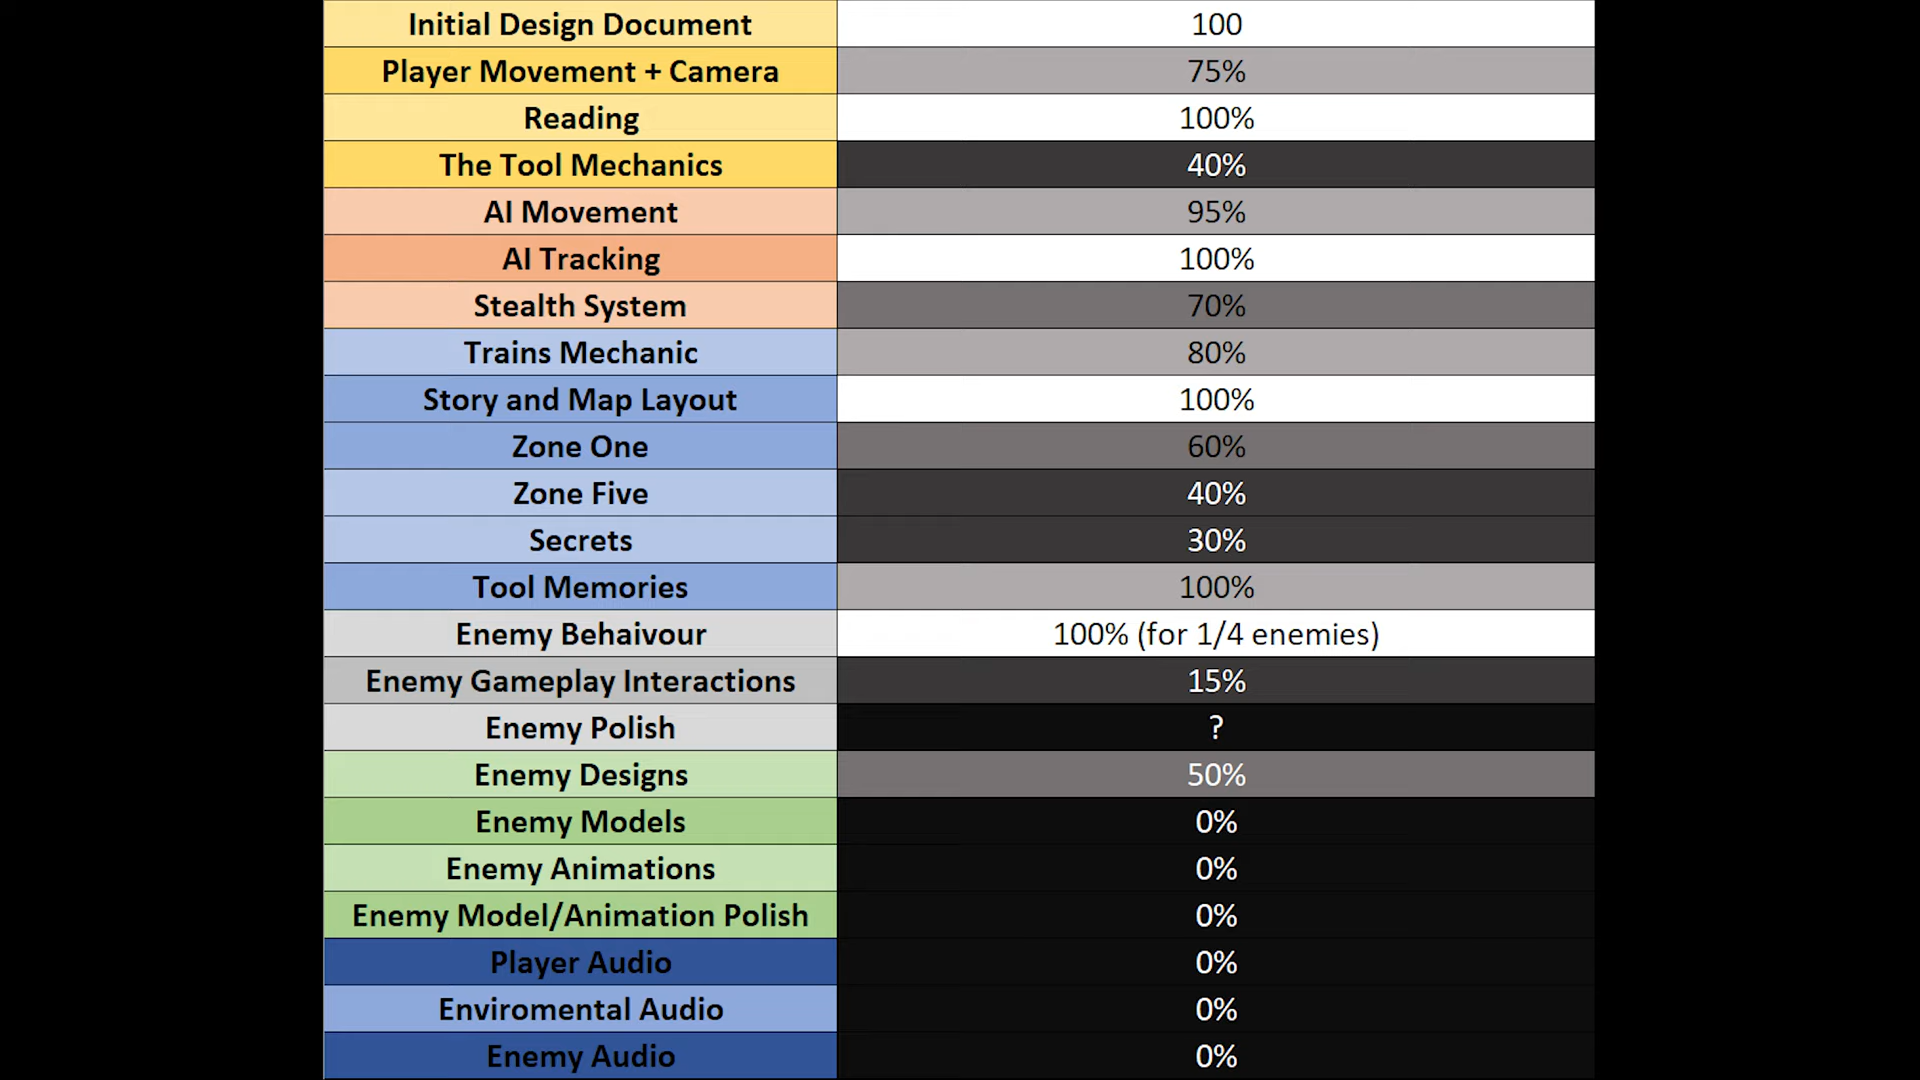 Initial Design Document 100
Player Movement + Camera 75%
Reading 100%
The Tool Mechanics 40%
AI Movement 95%
AI Tracking 100%
Stealth System 70%
Trains Mechanic 80%
Story and Map Layout 100%
Zone One 60%
Zone Five 40%
Secrets 30%
Tool Memories 100%
Enemy Behaivour 100% (for 1/4 enemies)
Enemy Gameplay Interactions 15%
Enemy Polish ?
Enemy Designs 50%
Enemy Models 0%
Enemy Animations 0%
Enemy Model/Animation Polish 0%
Player Audio 0%
Enviromental Audio 0%
Enemy Audio 0%